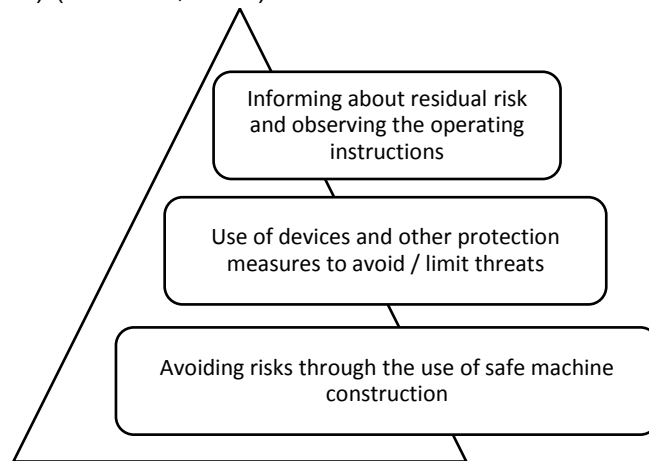 Informing about residual risk
and observing the operating
instructions
Use of devices and other protection
measures to avoid / limit threats
Avoiding risks through the use of safe machine
construction